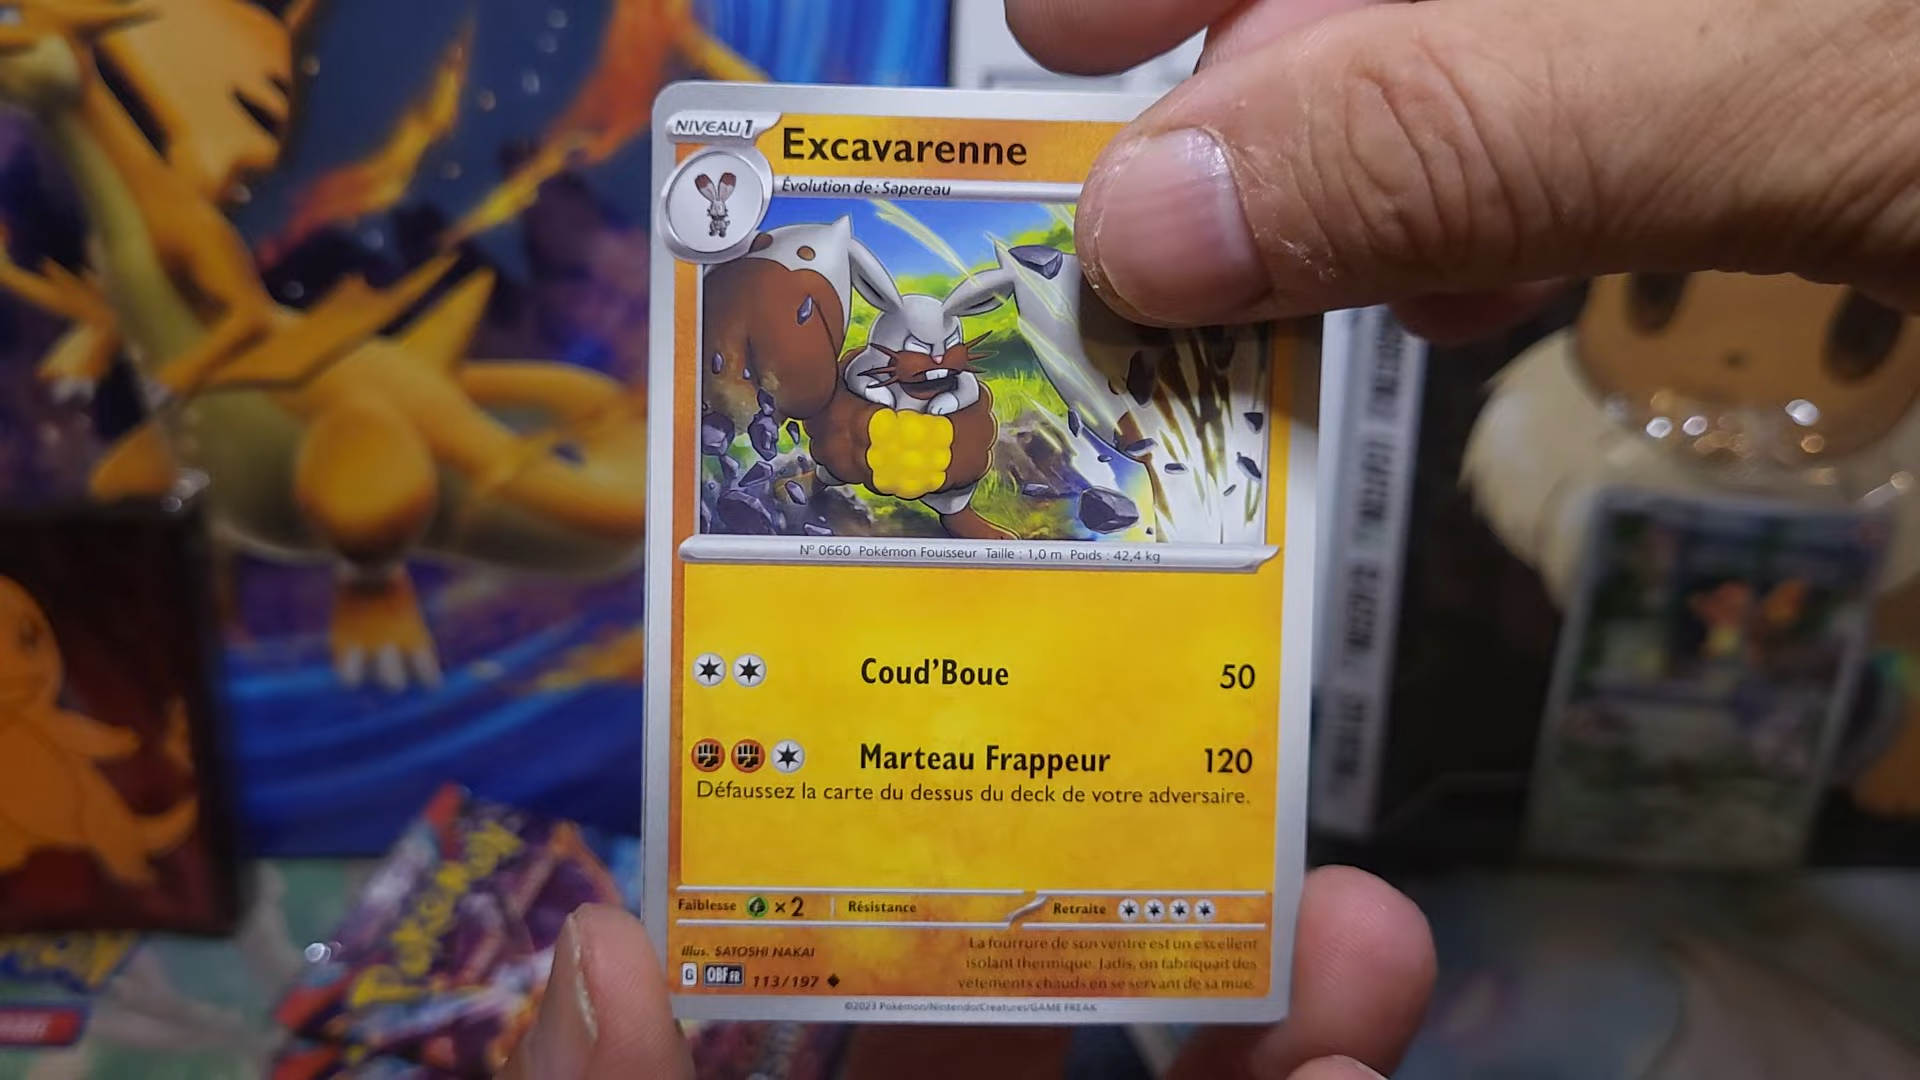 NIVEAU 1
Excavarenne
Évolution de : Sapereau
N° 0660 Pokémon Fouisseur Taille : 1,0 m Poids : 42,4 kg
Coud'Boue 50
Marteau Frappeur 120
Défaussez la carte du dessus du deck de votre adversaire.
Faiblesse ×2 Résistance Retraite
Illus. SATOSHI NAKAI
La fourrure de son ventre est un excellent
isolant thermique. Jadis, on fabriquait des
vêtements chauds en se servant de sa mue.
G OBF FR 113/197
©2023 Pokémon/Nintendo/Creatures/GAME FREAK
Pokémon